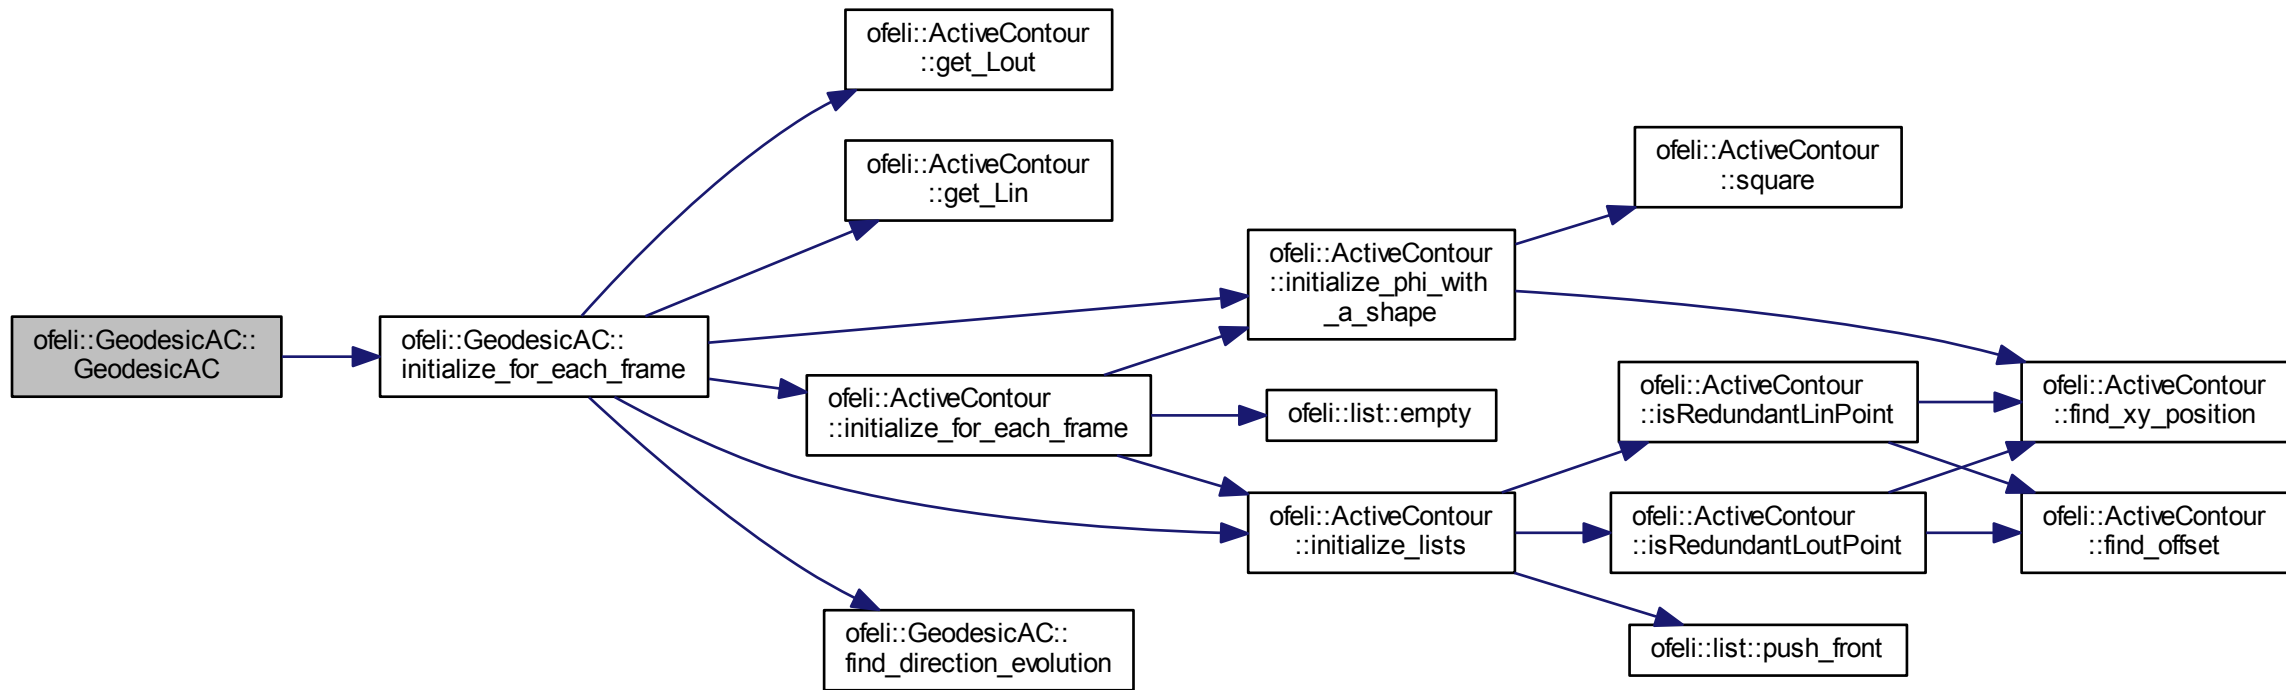 ofeli::GeodesicAC::
GeodesicAC
ofeli::GeodesicAC::
initialize_for_each_frame
ofeli::ActiveContour
::get_Lout
ofeli::ActiveContour
::get_Lin
ofeli::ActiveContour
::initialize_for_each_frame
ofeli::GeodesicAC::
find_direction_evolution
ofeli::ActiveContour
::initialize_phi_with
_a_shape
ofeli::list::empty
ofeli::ActiveContour
::initialize_lists
ofeli::ActiveContour
::square
ofeli::ActiveContour
::isRedundantLinPoint
ofeli::ActiveContour
::isRedundantLoutPoint
ofeli::list::push_front
ofeli::ActiveContour
::find_xy_position
ofeli::ActiveContour
::find_offset